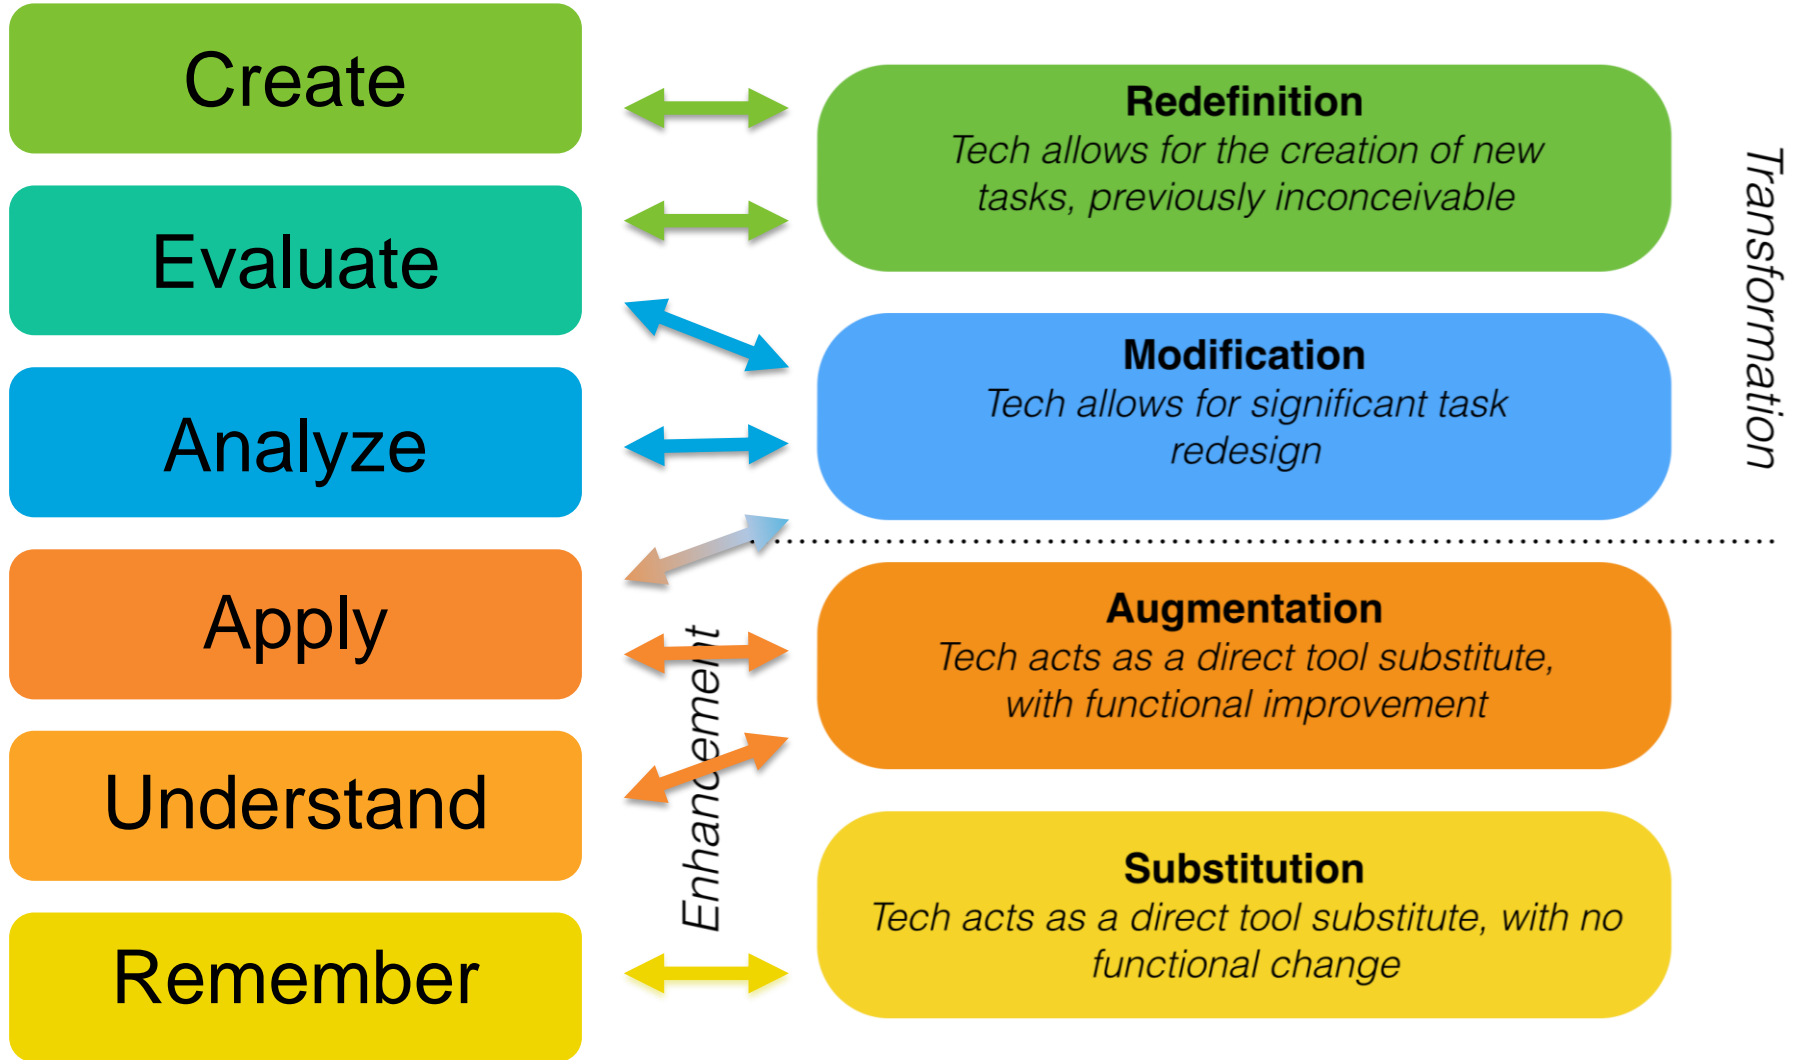 Create
Evaluate
Analyze
Apply
Understand
Remember
Redefinition
Tech allows for the creation of new
tasks, previously inconceivable
Modification
Tech allows for significant task
redesign
Augmentation
Tech acts as a direct tool substitute,
with functional improvement
Substitution
Tech acts as a direct tool substitute, with no
functional change
Enhancement
Transformation